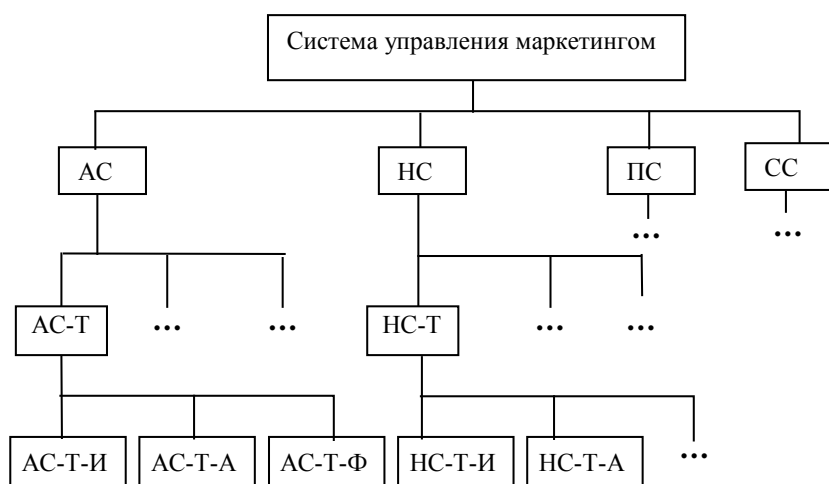 Система управления маркетингом
АС НС ПС СС
... ...
АС-Т ... ... НС-Т ... ...
АС-Т-И АС-Т-А АС-Т-Ф НС-Т-И НС-Т-А ...